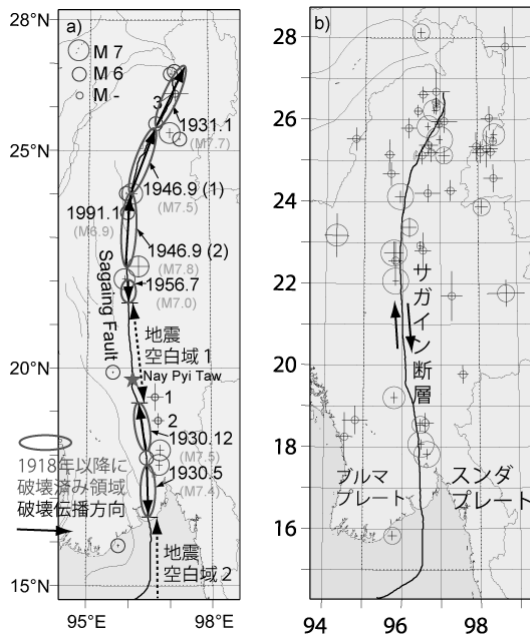 a)
28°N
M 7
M 6
M -
3
1931.1
(M7.7)
25°N
1946.9 (1)
(M7.5)
1991.1
(M6.9)
1946.9 (2)
(M7.8)
1956.7
(M7.0)
Sagaing Fault
地震
空白域 1
20°N
Nay Pyi Taw
1
2
1930.12
(M7.5)
1930.5
(M7.4)
1918年以降に
破壊済み領域
破壊伝播方向
地震
空白域 2
15°N
95°E
98°E
b)
28
26
24
22
20
18
16
サガイン断層
ブルマ
プレート
スンダ
プレート
94
96
98